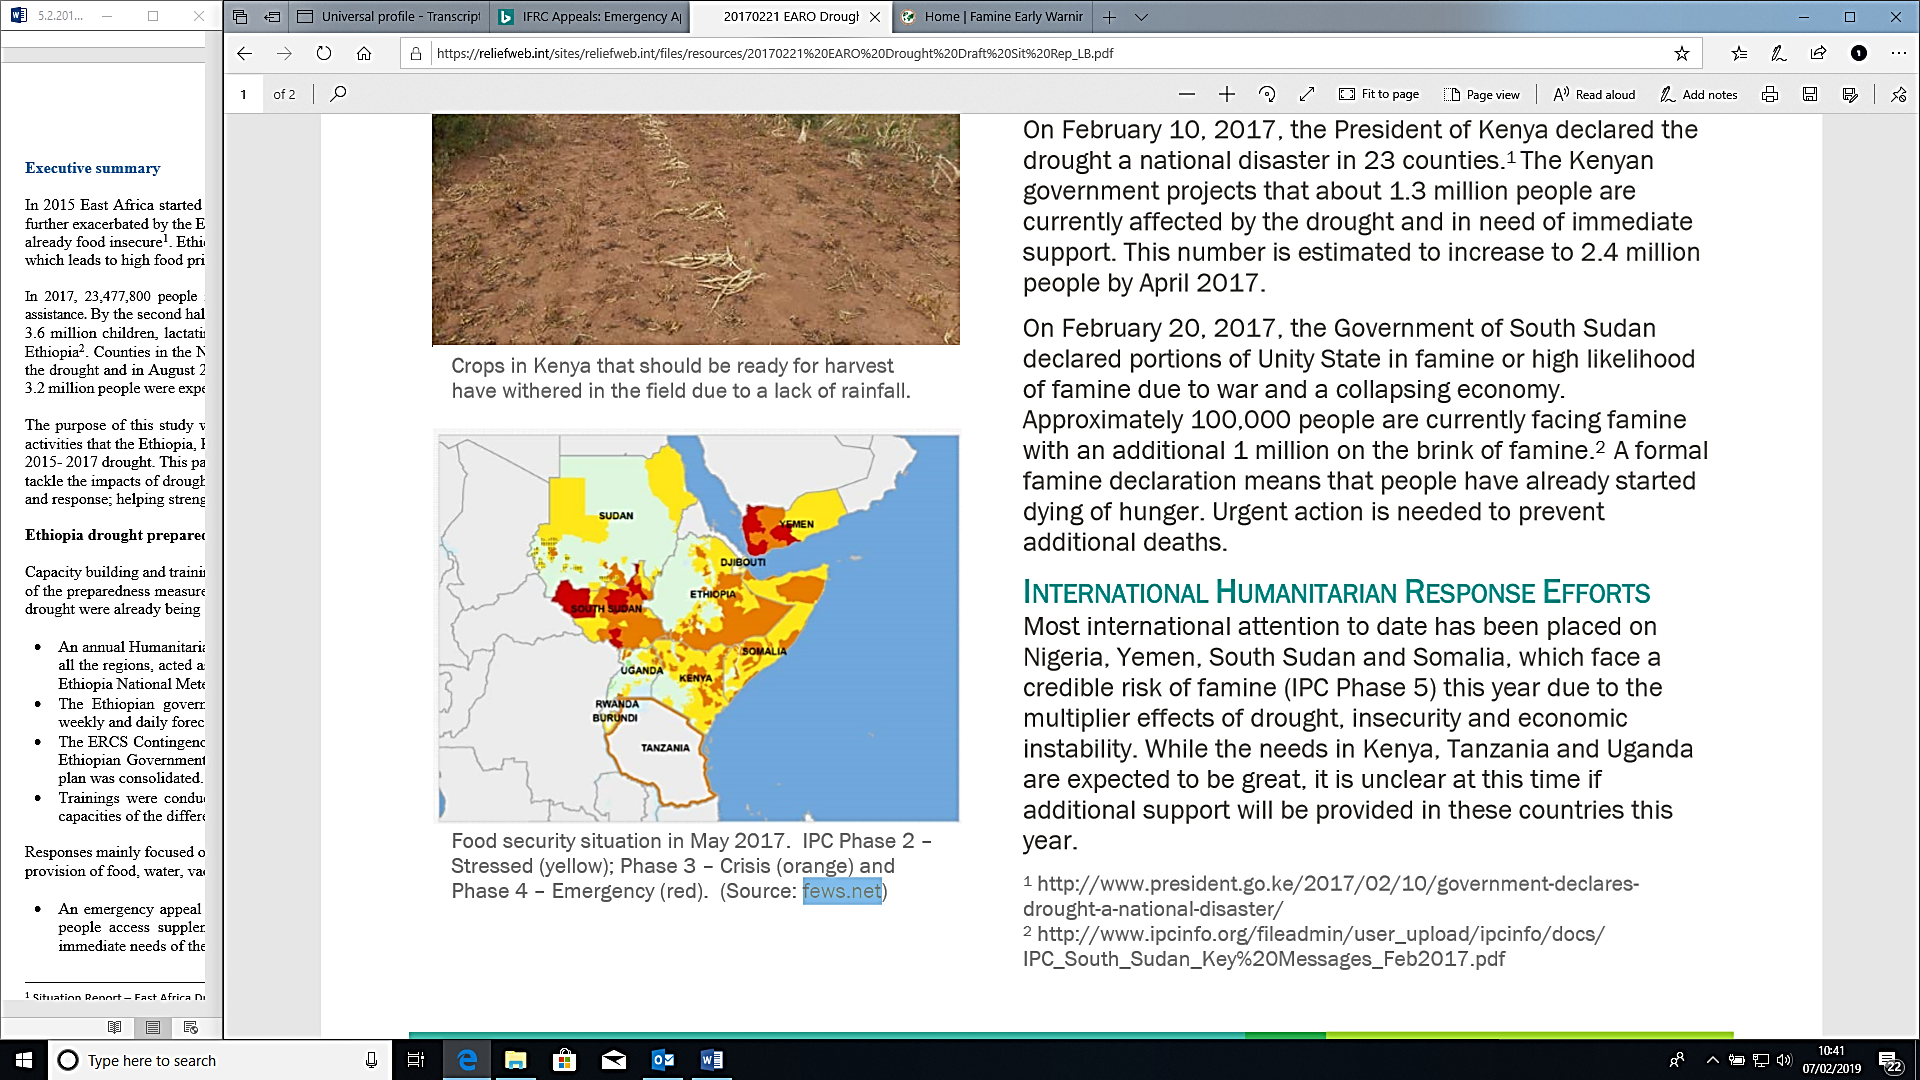 5.2.201...
Executive summary
In 2015 East Africa started
further exacerbated by the E
already food insecure¹. Ethi
which leads to high food pri
In 2017, 23,477,800 people
assistance. By the second hal
3.6 million children, lactati
Ethiopia². Counties in the N
the drought and in August 2
3.2 million people were expe
The purpose of this study v
activities that the Ethiopia,
2015- 2017 drought. This pa
tackle the impacts of drough
and response; helping streng
Ethiopia drought prepared
Capacity building and trainin
of the preparedness measure
drought were already being
• An annual Humanitaria
all the regions, acted a
Ethiopia National Mete
• The Ethiopian govern
weekly and daily forec
• The ERCS Contingenc
Ethiopian Government
plan was consolidated.
• Trainings were condu
capacities of the differe
Responses mainly focused o
provision of food, water, va
• An emergency appeal
people access supplen
immediate needs of the
¹ Situation Report – East Africa D
Universal profile - Transcript
IFRC Appeals: Emergency Ap
20170221 EARO Drough
Home | Famine Early Warnin
https://reliefweb.int/sites/reliefweb.int/files/resources/20170221%20EARO%20Drought%20Draft%20Sit%20Rep_LB.pdf
1 of 2
Fit to page
Page view
Read aloud
Add notes
Crops in Kenya that should be ready for harvest
have withered in the field due to a lack of rainfall.
SUDAN
YEMEN
DJIBOUTI
ETHIOPIA
SOUTH SUDAN
SOMALIA
UGANDA
KENYA
RWANDA
BURUNDI
TANZANIA
Food security situation in May 2017. IPC Phase 2 –
Stressed (yellow); Phase 3 – Crisis (orange) and
Phase 4 – Emergency (red). (Source: fews.net)
On February 10, 2017, the President of Kenya declared the
drought a national disaster in 23 counties.¹ The Kenyan
government projects that about 1.3 million people are
currently affected by the drought and in need of immediate
support. This number is estimated to increase to 2.4 million
people by April 2017.
On February 20, 2017, the Government of South Sudan
declared portions of Unity State in famine or high likelihood
of famine due to war and a collapsing economy.
Approximately 100,000 people are currently facing famine
with an additional 1 million on the brink of famine.² A formal
famine declaration means that people have already started
dying of hunger. Urgent action is needed to prevent
additional deaths.
INTERNATIONAL HUMANITARIAN RESPONSE EFFORTS
Most international attention to date has been placed on
Nigeria, Yemen, South Sudan and Somalia, which face a
credible risk of famine (IPC Phase 5) this year due to the
multiplier effects of drought, insecurity and economic
instability. While the needs in Kenya, Tanzania and Uganda
are expected to be great, it is unclear at this time if
additional support will be provided in these countries this
year.
¹ http://www.president.go.ke/2017/02/10/government-declares-
drought-a-national-disaster/
² http://www.ipcinfo.org/fileadmin/user_upload/ipcinfo/docs/
IPC_South_Sudan_Key%20Messages_Feb2017.pdf
Type here to search
10:41
07/02/2019
22